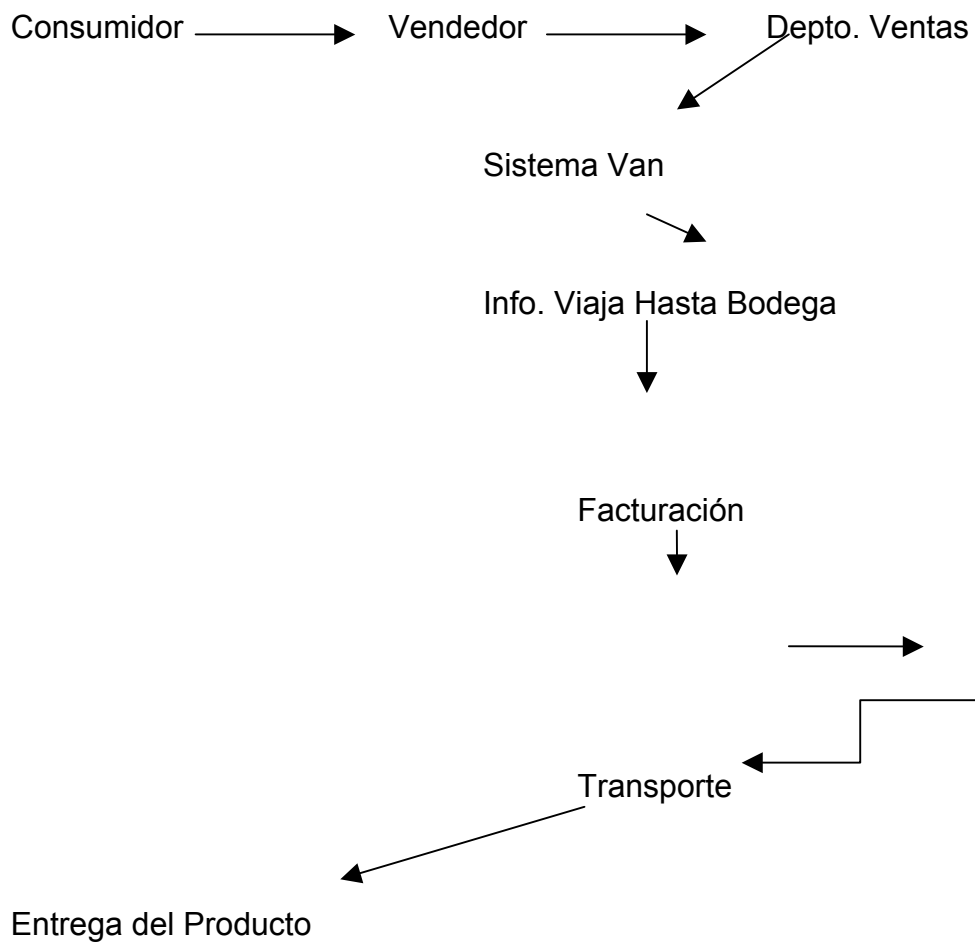 Consumidor Vendedor Depto. Ventas
Sistema Van
Info. Viaja Hasta Bodega
Facturación
Transporte
Entrega del Producto